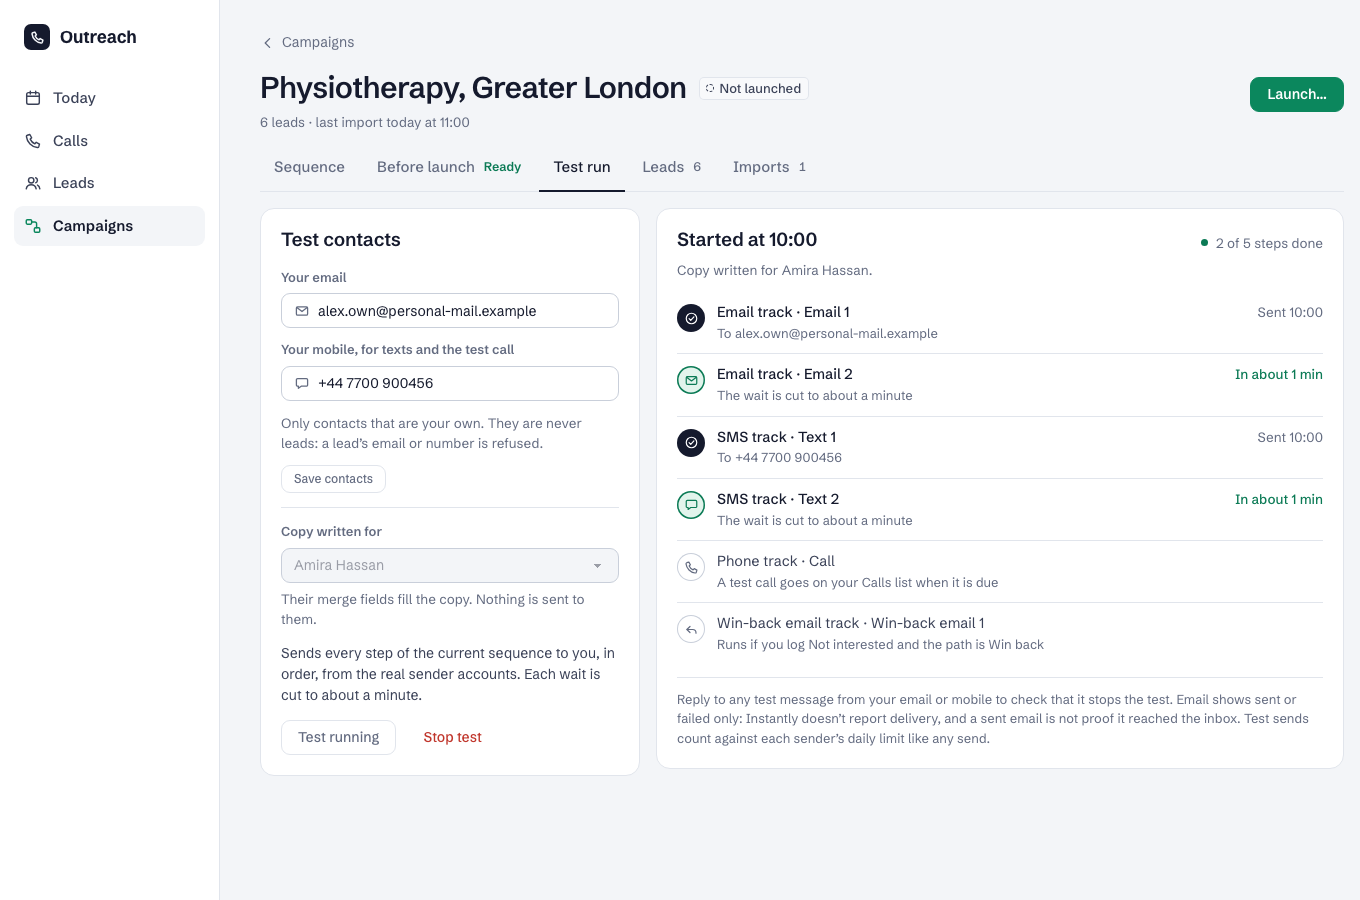 Outreach
Today
Calls
Leads
Campaigns
Campaigns
Physiotherapy, Greater London
Not launched
Launch…
6 leads · last import today at 11:00
Sequence
Before launch Ready
Test run
Leads 6
Imports 1
Test contacts
Your email
alex.own@personal-mail.example
Your mobile, for texts and the test call
+44 7700 900456
Only contacts that are your own. They are never
leads: a lead’s email or number is refused.
Save contacts
Copy written for
Amira Hassan
Their merge fields fill the copy. Nothing is sent to
them.
Sends every step of the current sequence to you, in
order, from the real sender accounts. Each wait is
cut to about a minute.
Test running
Stop test
Started at 10:00
2 of 5 steps done
Copy written for Amira Hassan.
Email track · Email 1
Sent 10:00
To alex.own@personal-mail.example
Email track · Email 2
In about 1 min
The wait is cut to about a minute
SMS track · Text 1
Sent 10:00
To +44 7700 900456
SMS track · Text 2
In about 1 min
The wait is cut to about a minute
Phone track · Call
A test call goes on your Calls list when it is due
Win-back email track · Win-back email 1
Runs if you log Not interested and the path is Win back
Reply to any test message from your email or mobile to check that it stops the test. Email shows sent or
failed only: Instantly doesn’t report delivery, and a sent email is not proof it reached the inbox. Test sends
count against each sender’s daily limit like any send.